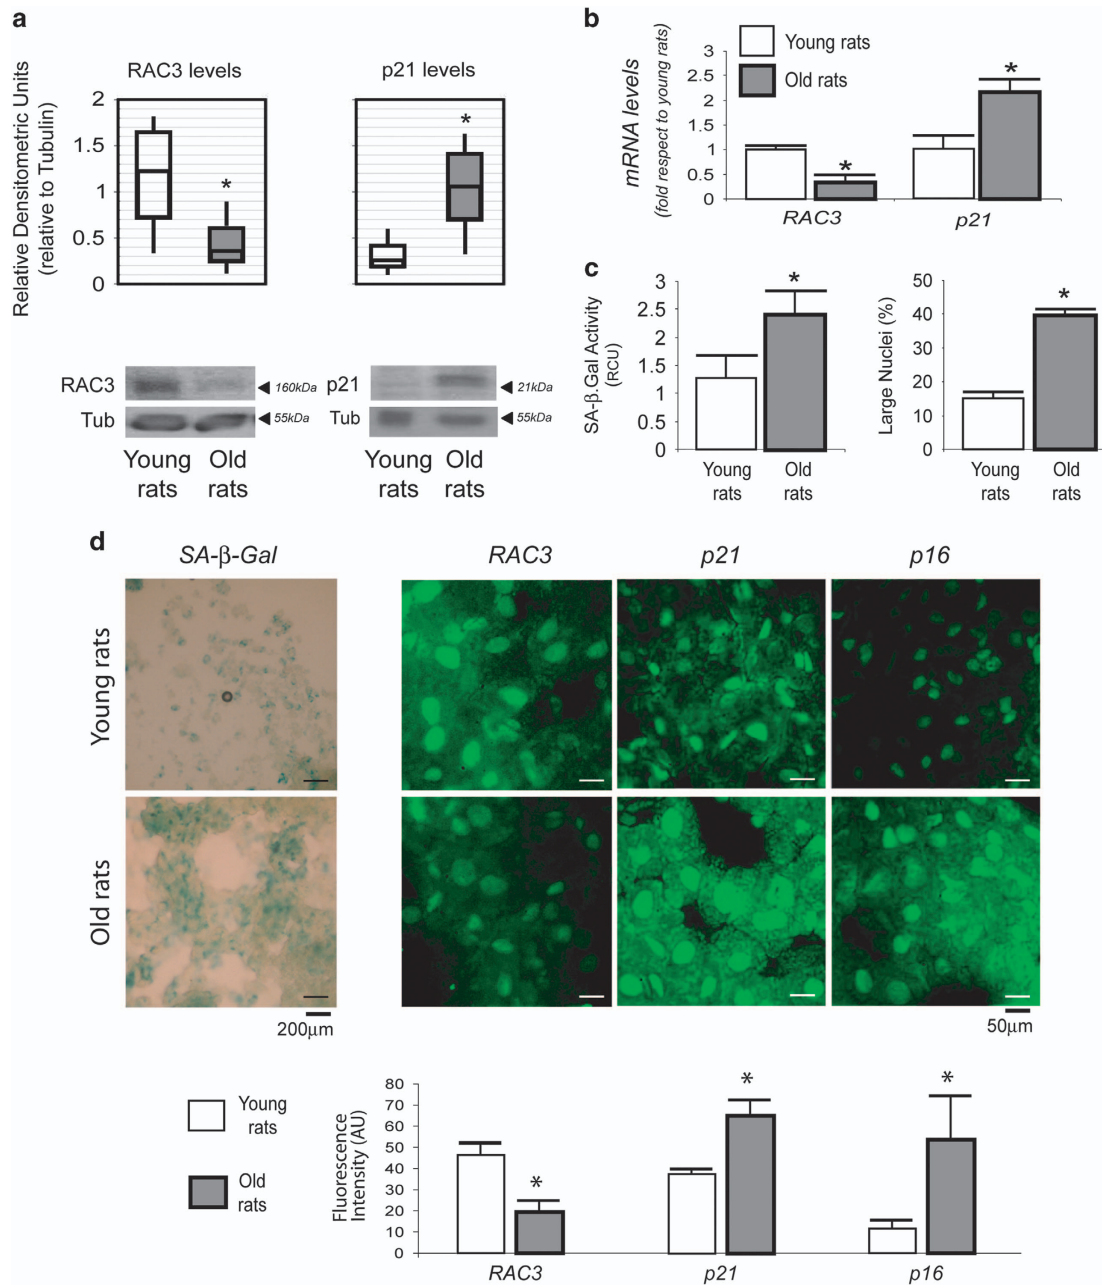 a
RAC3 levels
p21 levels
Relative Densitometric Units
(relative to Tubulin)
2
1.5
1
0.5
0
*
*
RAC3
160kDa
Tub
55kDa
p21
21kDa
Tub
55kDa
Young rats
Old rats
Young rats
Old rats
b
Young rats
Old rats
mRNA levels
(fold respect to young rats)
3
2.5
2
1.5
1
0.5
0
*
*
RAC3
p21
c
SA-β.Gal Activity
(RCU)
3
2.5
2
1.5
1
0.5
0
*
Young rats
Old rats
Large Nuclei (%)
50
40
30
20
10
0
*
Young rats
Old rats
d
SA-β-Gal
RAC3
p21
p16
Young rats
Old rats
200µm
50µm
Young rats
Old rats
Fluorescence
Intensity (AU)
80
70
60
50
40
30
20
10
0
*
*
*
RAC3
p21
p16